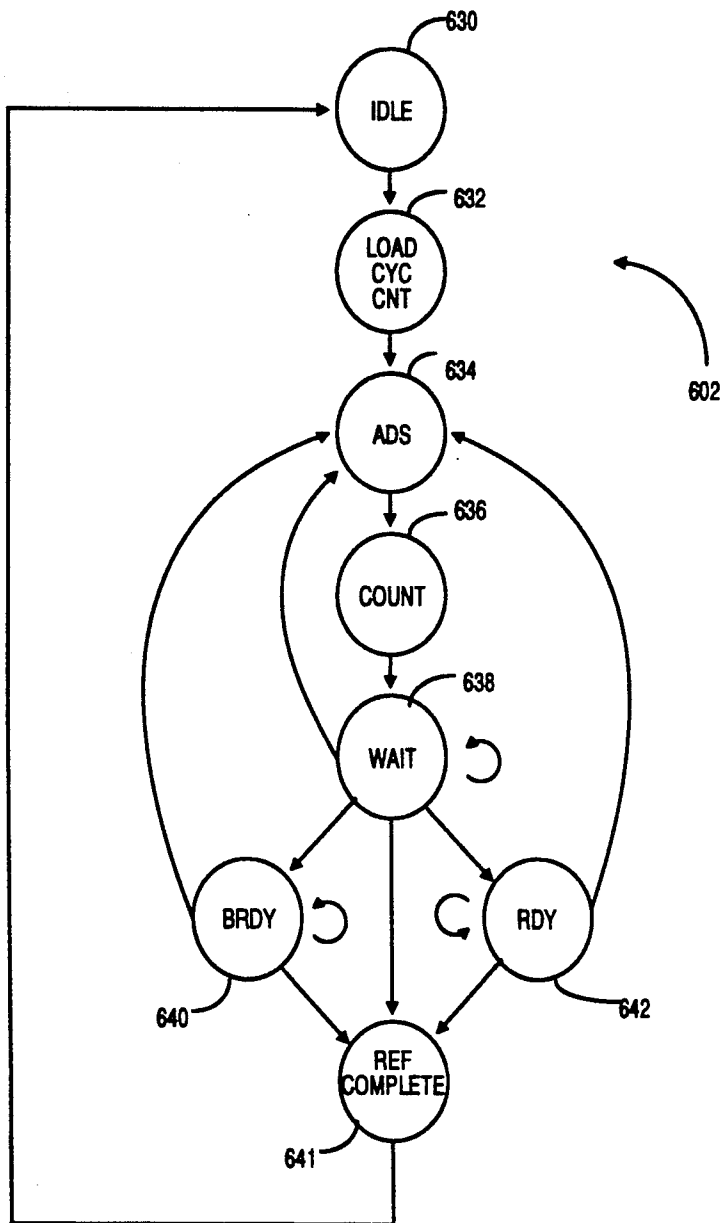 630
IDLE
632
LOAD
CYC
CNT
602
634
ADS
636
COUNT
638
WAIT
BRDY
RDY
640
642
REF
COMPLETE
641